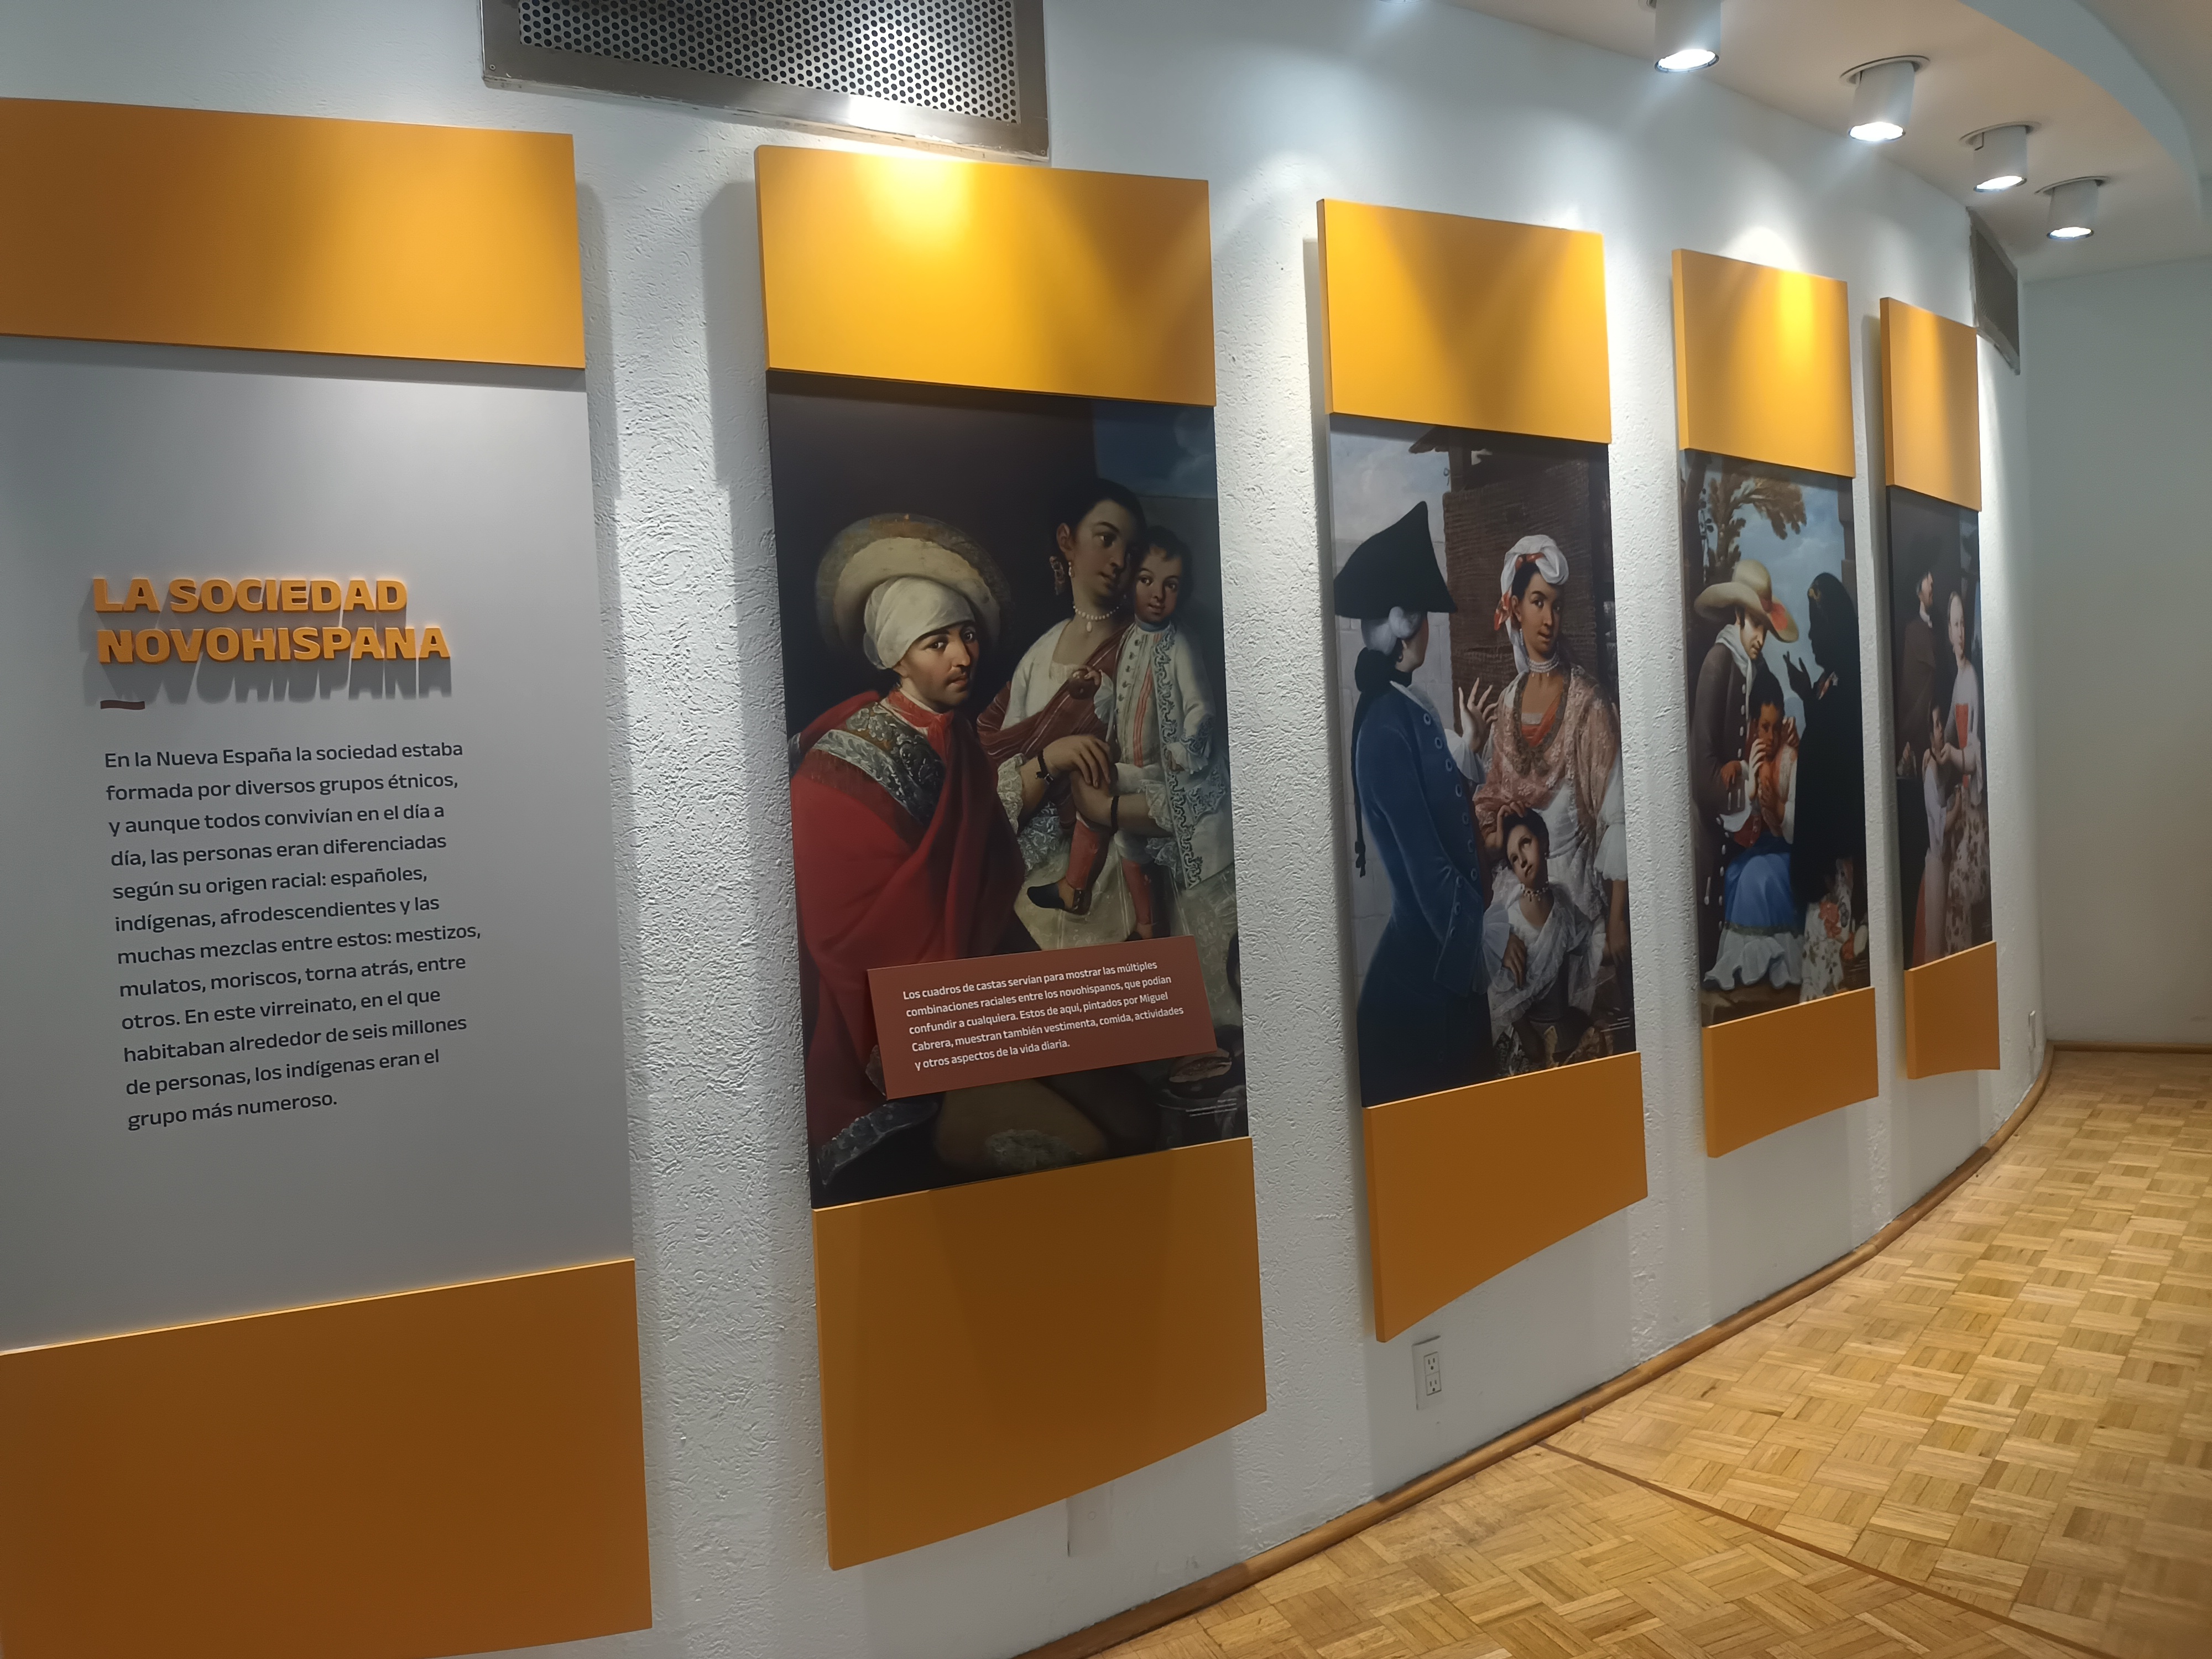 LA SOCIEDAD
NOVOHISPANA
En la Nueva España la sociedad estaba
formada por diversos grupos étnicos,
y aunque todos convivían en el día a
día, las personas eran diferenciadas
según su origen racial: españoles,
indígenas, afrodescendientes y las
muchas mezclas entre estos: mestizos,
mulatos, moriscos, torna atrás, entre
otros. En este virreinato, en el que
habitaban alrededor de seis millones
de personas, los indígenas eran el
grupo más numeroso.
Los cuadros de castas servían para mostrar las múltiples
combinaciones raciales entre los novohispanos, que podían
confundir a cualquiera. Estos de aquí, pintados por Miguel
Cabrera, muestran también vestimenta, comida, actividades
y otros aspectos de la vida diaria.